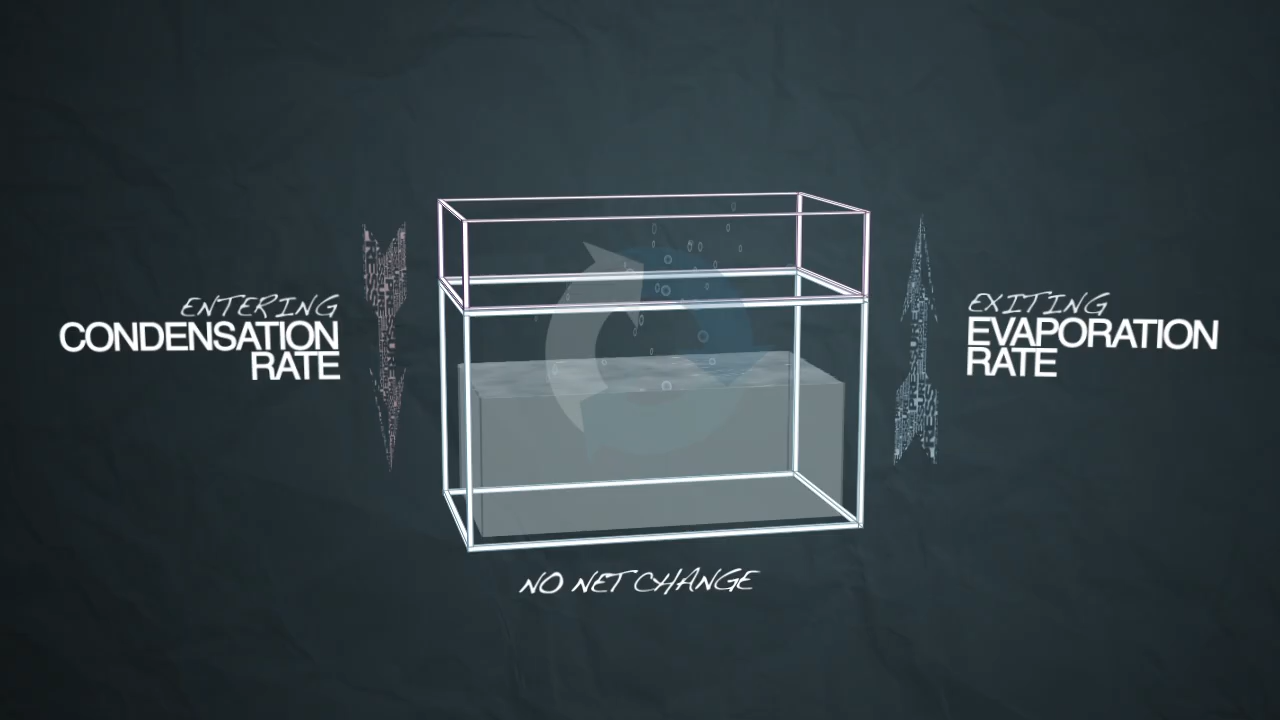 ENTERING
CONDENSATION
RATE
EXITING
EVAPORATION
RATE
NO NET CHANGE